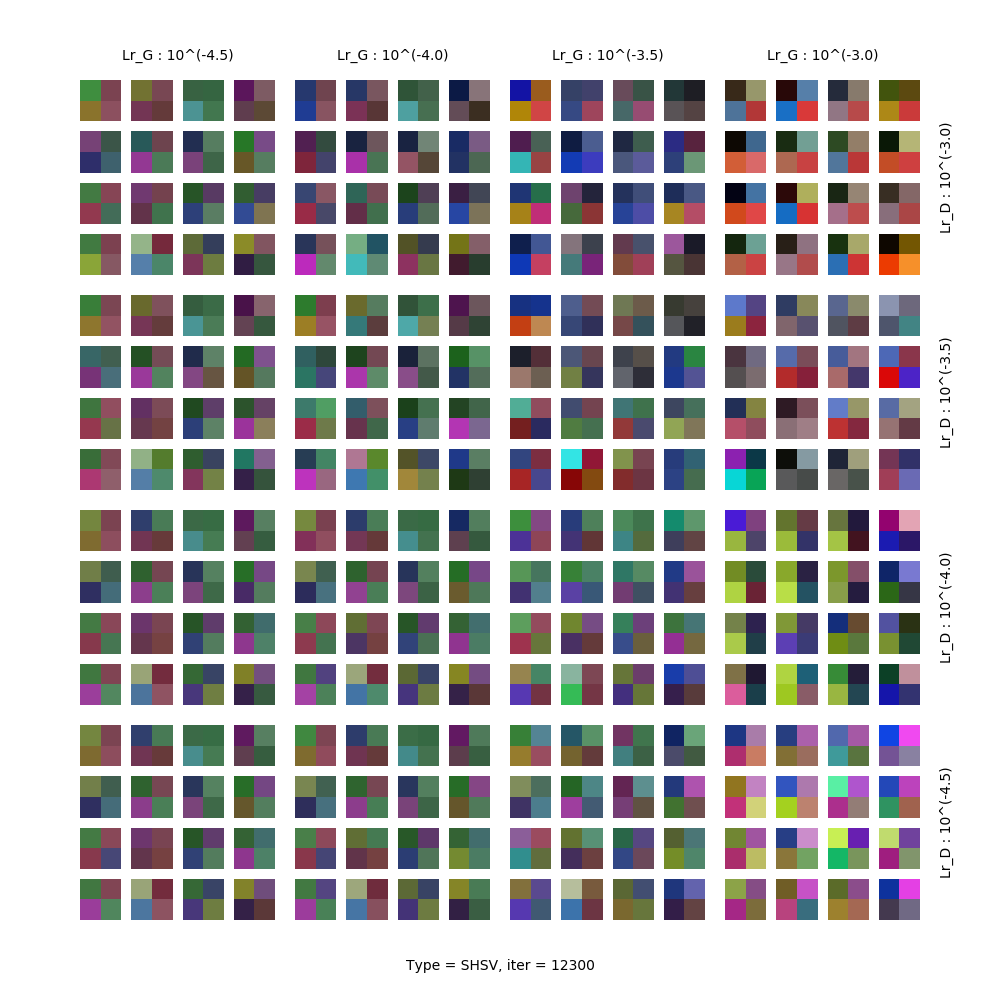 Lr_G : 10^(-4.5)
Lr_G : 10^(-4.0)
Lr_G : 10^(-3.5)
Lr_G : 10^(-3.0)
Lr_D : 10^(-3.0)
Lr_D : 10^(-3.5)
Lr_D : 10^(-4.0)
Lr_D : 10^(-4.5)
Type = SHSV, iter = 12300